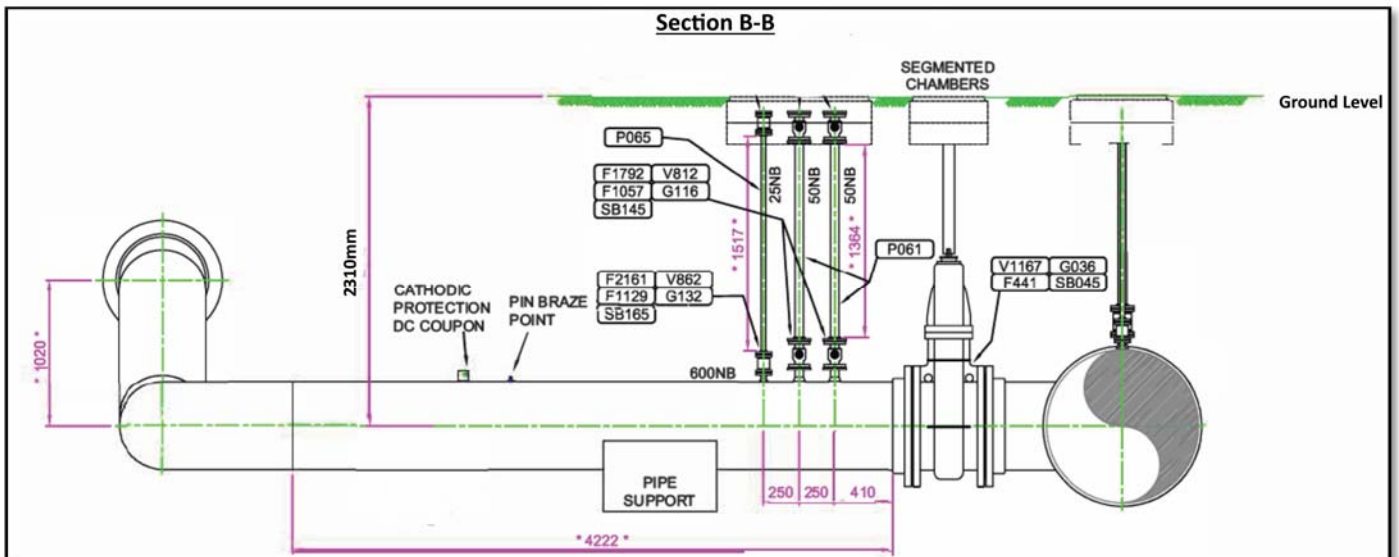 Section B-B
SEGMENTED
CHAMBERS
Ground Level
P065
F1792 V812
F1057 G116
SB145
25NB
50NB
50NB
* 1517 *
* 1364 *
P061
2310mm
F2161 V862
F1129 G132
SB165
V1167 G036
F441 SB045
CATHODIC
PROTECTION
DC COUPON
PIN BRAZE
POINT
* 1020 *
600NB
PIPE
SUPPORT
250 250 410
* 4222 *